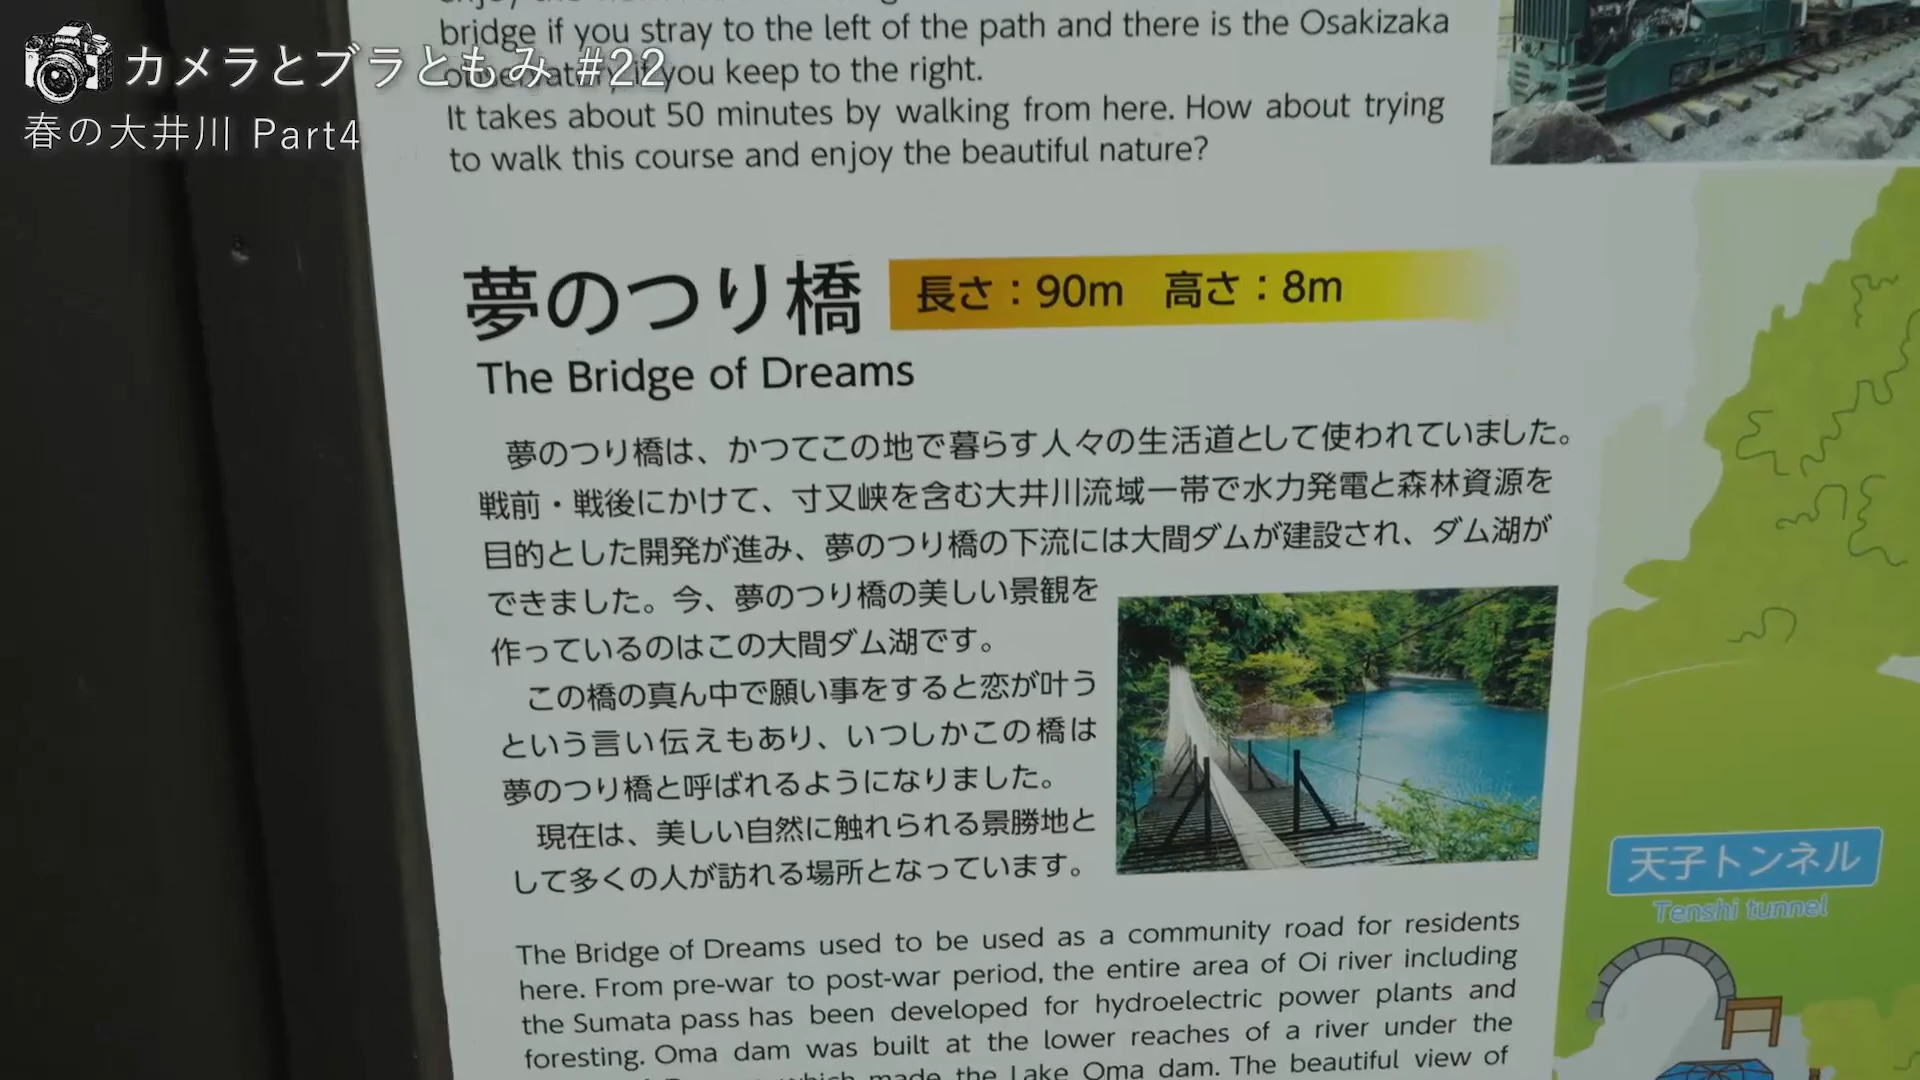 カメラとブラともみ #22
春の大井川 Part4
bridge if you stray to the left of the path and there is the Osakizaka
you keep to the right.
It takes about 50 minutes by walking from here. How about trying
to walk this course and enjoy the beautiful nature?
夢のつり橋 長さ：90m 高さ：8m
The Bridge of Dreams
夢のつり橋は、かつてこの地で暮らす人々の生活道として使われていました。
戦前・戦後にかけて、寸又峡を含む大井川流域一帯で水力発電と森林資源を
目的とした開発が進み、夢のつり橋の下流には大間ダムが建設され、ダム湖が
できました。今、夢のつり橋の美しい景観を
作っているのはこの大間ダム湖です。
この橋の真ん中で願い事をすると恋が叶う
という言い伝えもあり、いつしかこの橋は
夢のつり橋と呼ばれるようになりました。
現在は、美しい自然に触れられる景勝地と
して多くの人が訪れる場所となっています。
天子トンネル
Tenshi tunnel
The Bridge of Dreams used to be used as a community road for residents
here. From pre-war to post-war period, the entire area of Oi river including
the Sumata pass has been developed for hydroelectric power plants and
foresting. Oma dam was built at the lower reaches of a river under the
which made the Lake Oma dam. The beautiful view of